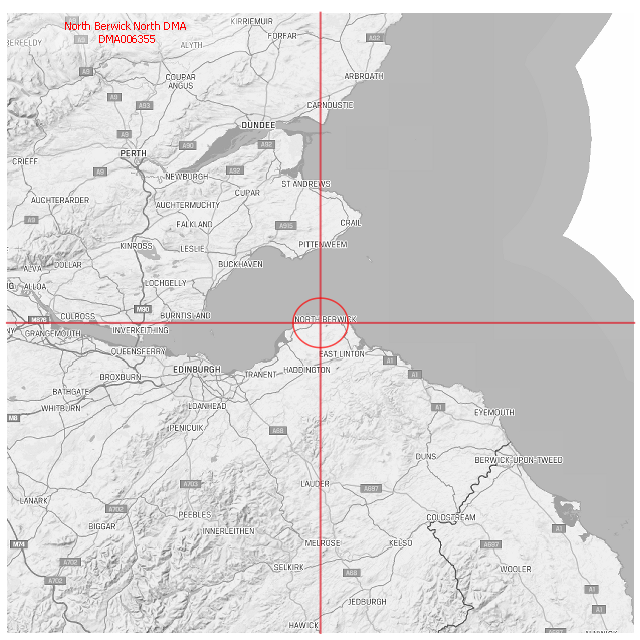 North Berwick North DMA
DMA006355
KIRRIEMUIR
FORFAR
A92
ALYTH
A9
COUPAR
ANGUS
ARBROATH
A9
A93
CARNOUSTIE
A9
DUNDEE
A92
PERTH
A90
CRIEFF
A9
NEWBURGH
A92
ST ANDREWS
CUPAR
AUCHTERARDER
AUCHTERMUCHTY
A9
FALKLAND
A915
CRAIL
KINROSS
LESLIE
PITTENWEEM
ALVA
DOLLAR
BUCKHAVEN
ALLOA
LOCHGELLY
M90
CULROSS
BURNTISLAND
NORTH BERWICK
M876
GRANGEMOUTH
INVERKEITHING
QUEENSFERRY
EAST LINTON
A1
BROXBURN
EDINBURGH
TRANENT
HADDINGTON
A1
BATHGATE
WHITBURN
LOANHEAD
A1
EYEMOUTH
M8
PENICUIK
A68
DUNS
BERWICK-UPON-TWEED
A703
LAUDER
A697
LANARK
A702
PEEBLES
COLDSTREAM
BIGGAR
INNERLEITHEN
A1
M74
MELROSE
KELSO
A697
A702
SELKIRK
A68
WOOLER
A702
A1
JEDBURGH
A1
HAWICK